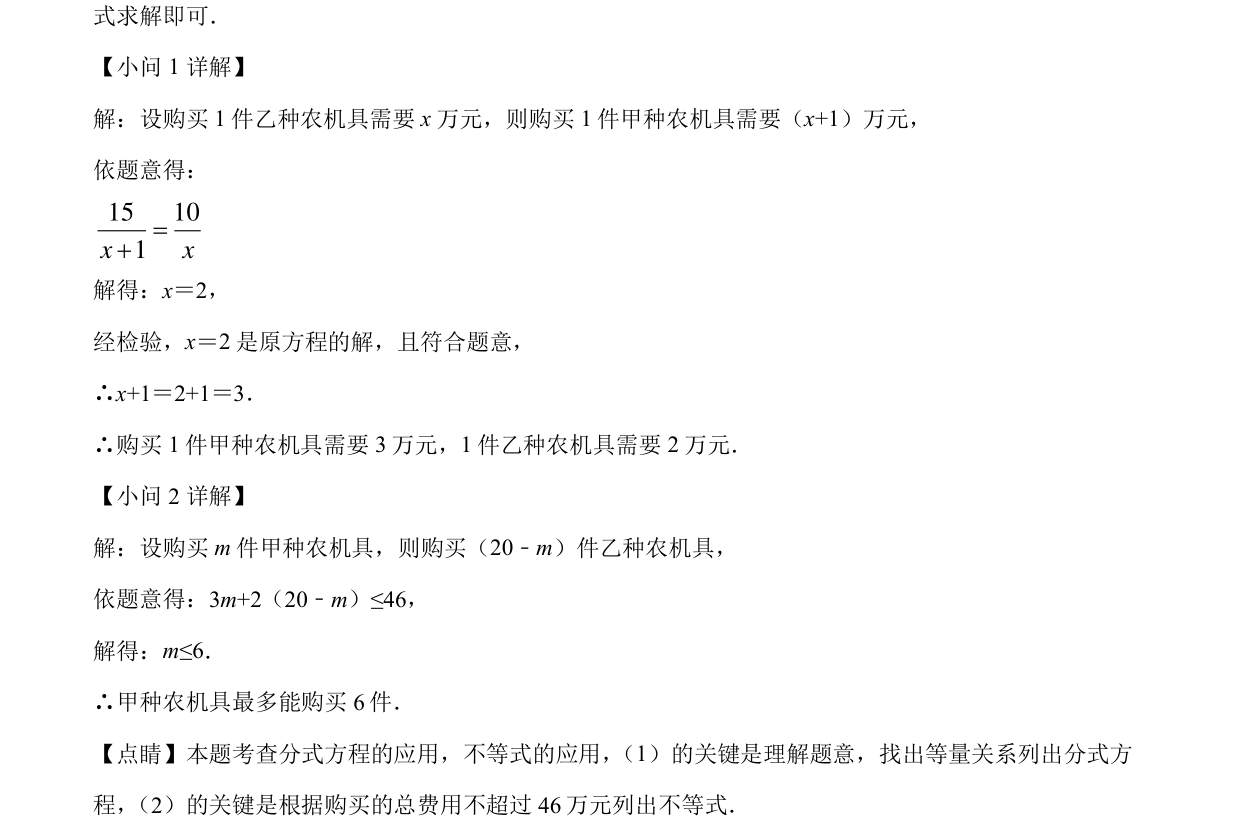 式求解即可．
【小问 1 详解】
解：设购买 1 件乙种农机具需要 x 万元，则购买 1 件甲种农机具需要（x+1）万元，
依题意得：
15/(x+1) = 10/x
解得：x＝2，
经检验，x＝2 是原方程的解，且符合题意，
∴x+1＝2+1＝3．
∴购买 1 件甲种农机具需要 3 万元，1 件乙种农机具需要 2 万元．
【小问 2 详解】
解：设购买 m 件甲种农机具，则购买（20﹣m）件乙种农机具，
依题意得：3m+2（20﹣m）≤46，
解得：m≤6．
∴甲种农机具最多能购买 6 件．
【点睛】本题考查分式方程的应用，不等式的应用，（1）的关键是理解题意，找出等量关系列出分式方
程，（2）的关键是根据购买的总费用不超过 46 万元列出不等式．